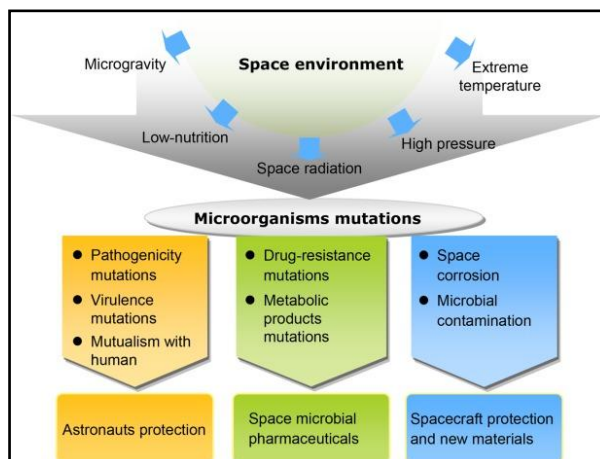 Space environment
Microgravity
Extreme
temperature
Low-nutrition
High pressure
Space radiation
Microorganisms mutations
● Pathogenicity
mutations
● Virulence
mutations
● Mutualism with
human
● Drug-resistance
mutations
● Metabolic
products
mutations
● Space
corrosion
● Microbial
contamination
Astronauts protection
Space microbial
pharmaceuticals
Spacecraft protection
and new materials